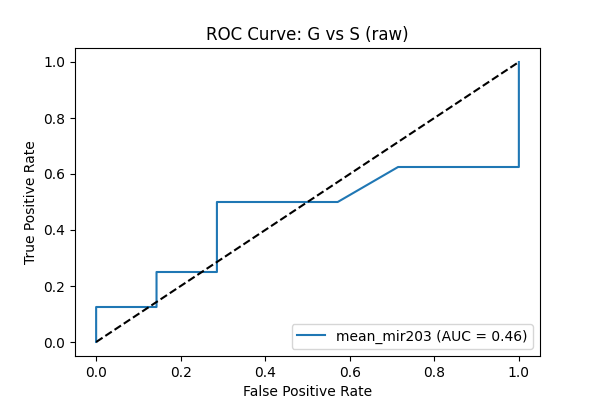 ROC Curve: G vs S (raw)
1.0
0.8
0.6
0.4
0.2
0.0
True Positive Rate
mean_mir203 (AUC = 0.46)
0.0 0.2 0.4 0.6 0.8 1.0
False Positive Rate